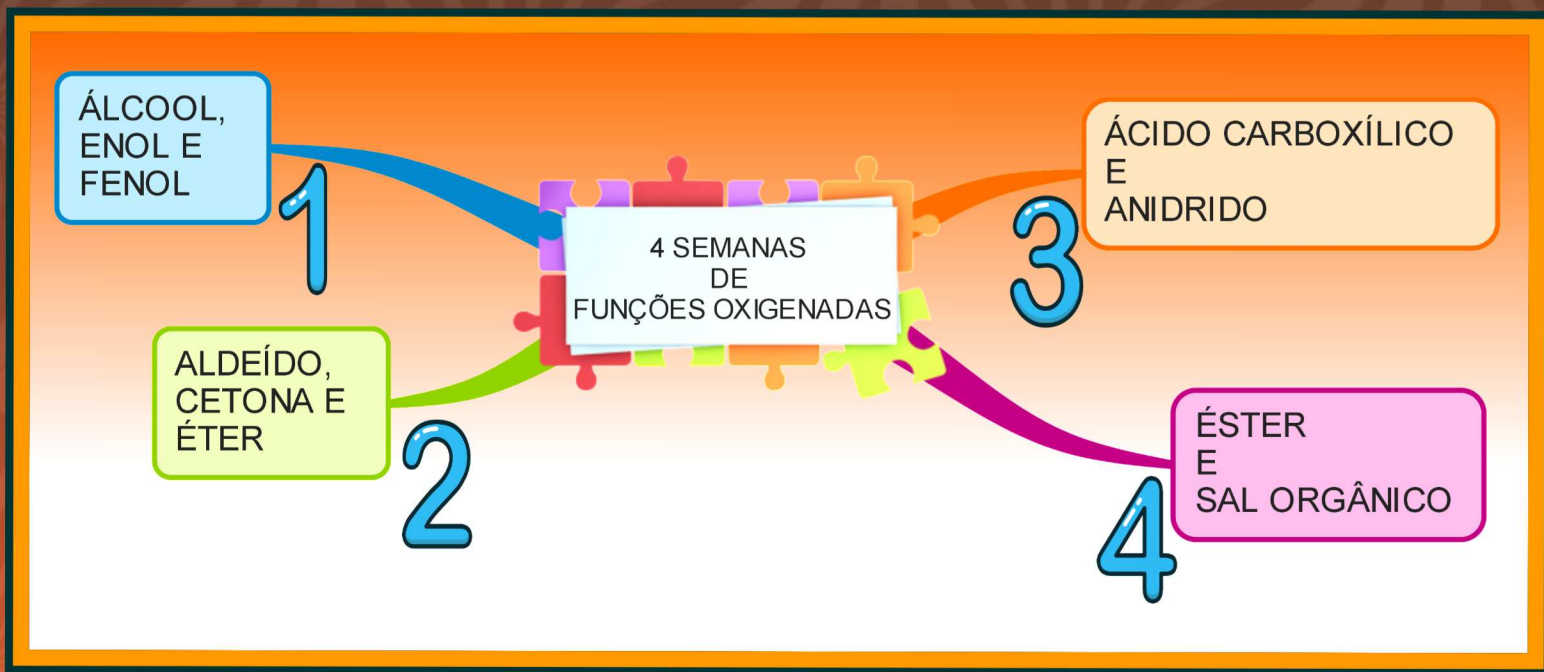 4 SEMANAS
DE
FUNÇÕES OXIGENADAS
ÁLCOOL,
ENOL E
FENOL
1
ALDEÍDO,
CETONA E
ÉTER
2
ÁCIDO CARBOXÍLICO
E
ANIDRIDO
3
ÉSTER
E
SAL ORGÂNICO
4